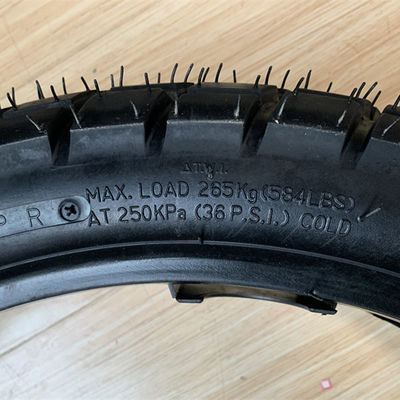 △T.W.I.
MAX. LOAD 265Kg(584LBS)
P R AT 250KPa (36 P.S.I.) COLD